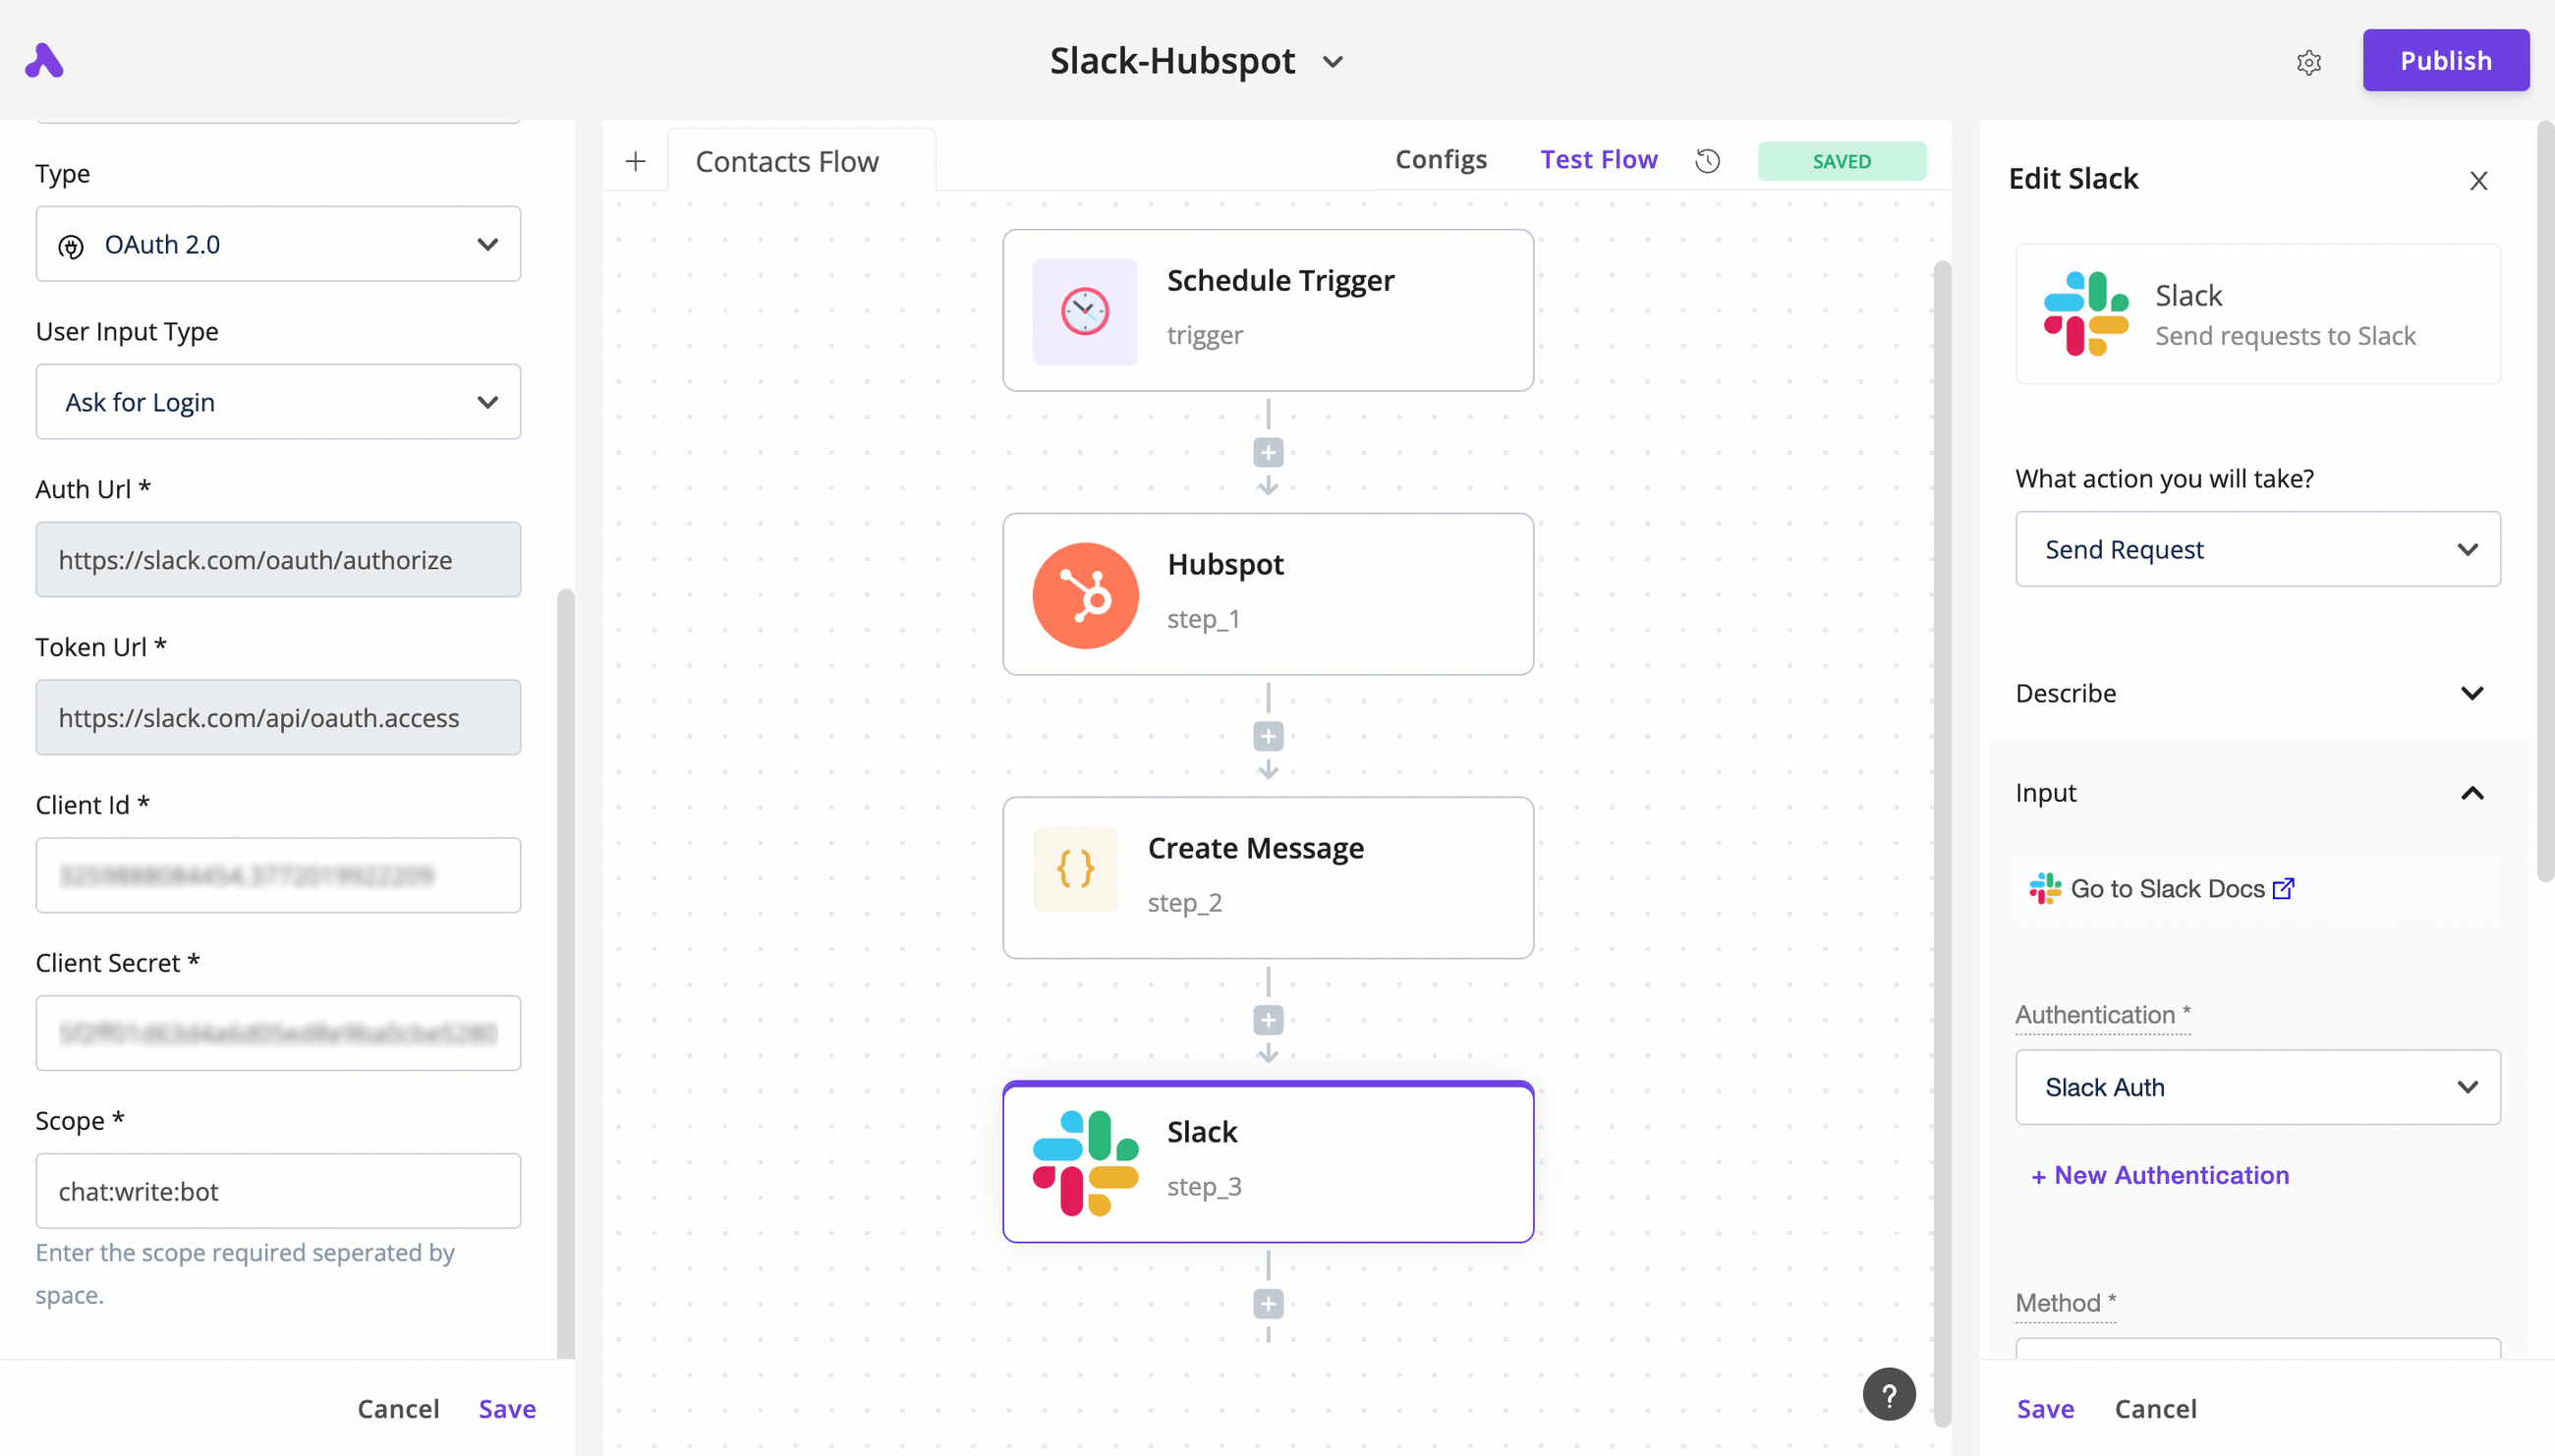 Slack-Hubspot
Publish
Type
OAuth 2.0
User Input Type
Ask for Login
Auth Url *
https://slack.com/oauth/authorize
Token Url *
https://slack.com/api/oauth.access
Client Id *
Client Secret *
Scope *
chat:write:bot
Enter the scope required seperated by
space.
Cancel
Save
+
Contacts Flow
Configs
Test Flow
SAVED
Schedule Trigger
trigger
Hubspot
step_1
{}
Create Message
step_2
Slack
step_3
?
Edit Slack
X
Slack
Send requests to Slack
What action you will take?
Send Request
Describe
Input
Go to Slack Docs
Authentication *
Slack Auth
+ New Authentication
Method *
Save
Cancel